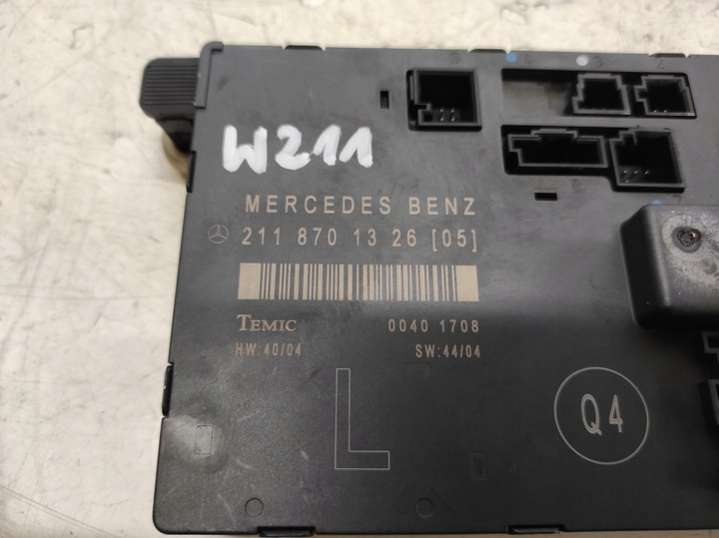 W211
MERCEDES BENZ
211 870 13 26 [05]
TEMIC 0040 1708
HW:40/04 SW:44/04
L
Q4